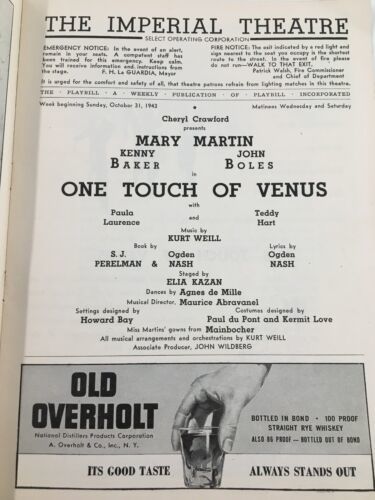 THE IMPERIAL THEATRE
SELECT OPERATING CORPORATION
EMERGENCY NOTICE: In the event of an alert,
remain in your seats. A competent staff has
been trained for this emergency. Keep calm.
You will receive information and instructions from
the stage. F. H. La GUARDIA, Mayor
FIRE NOTICE: The exit indicated by a red light and
sign nearest to the seat you occupy is the shortest
route to the street. In the event of fire please
do not run—WALK TO THAT EXIT.
Patrick Walsh, Fire Commissioner
and Chief of Department
It is urged for the comfort and safety of all, that theatre patrons refrain from lighting matches in this theatre.
THE · PLAYBILL · A · WEEKLY · PUBLICATION · OF · PLAYBILL · INCORPORATED
Week beginning Sunday, October 31, 1943
Matinees Wednesday and Saturday
Cheryl Crawford
presents
MARY MARTIN
KENNY JOHN
BAKER BOLES
in
ONE TOUCH OF VENUS
with
Paula Teddy
and
Laurence Hart
Music by
KURT WEILL
Book by Lyrics by
S. J. Ogden Ogden
PERELMAN & NASH NASH
Staged by
ELIA KAZAN
Dances by Agnes de Mille
Musical Director, Maurice Abravanel
Settings designed by Costumes designed by
Howard Bay Paul du Pont and Kermit Love
Miss Martins' gowns from Mainbocher
All musical arrangements and orchestrations by KURT WEILL
Associate Producer, JOHN WILDBERG
OLD
OVERHOLT
National Distillers Products Corporation
A. Overholt & Co., Inc., N. Y.
BOTTLED IN BOND • 100 PROOF
STRAIGHT RYE WHISKEY
ALSO 86 PROOF — BOTTLED OUT OF BOND
ITS GOOD TASTE ALWAYS STANDS OUT